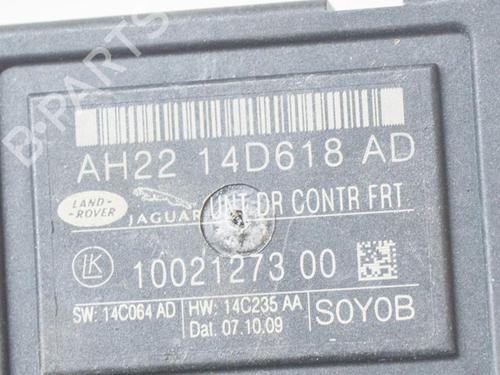 B-PARTS
AH22 14D618 AD
LAND-ROVER JAGUAR UNT DR CONTR FRT
LK 10021273 00
SW: 14C064 AD HW: 14C235 AA
Dat. 07.10.09 SOYOB